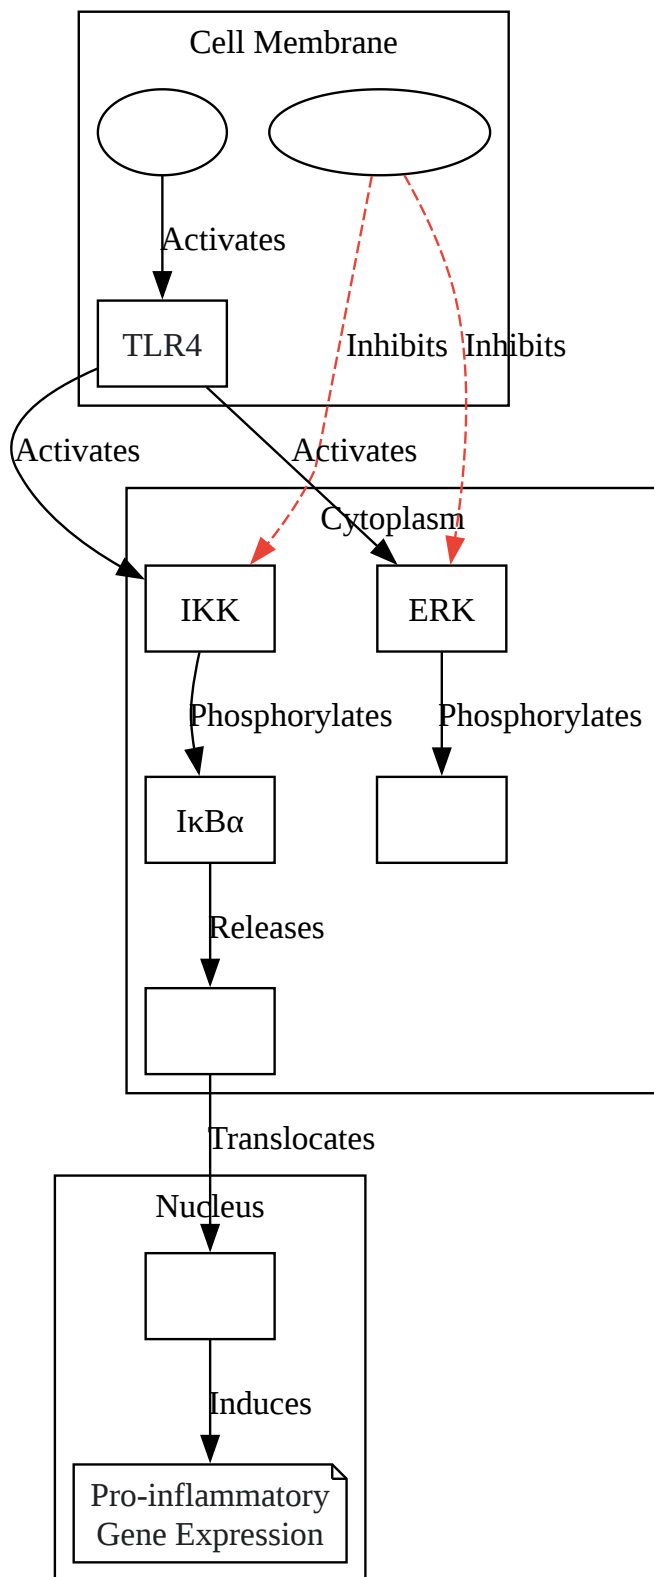 Cell Membrane
Activates
TLR4
Inhibits
Inhibits
Activates
Activates
Cytoplasm
IKK
ERK
Phosphorylates
Phosphorylates
IκBα
Releases
Translocates
Nucleus
Induces
Pro-inflammatory
Gene Expression